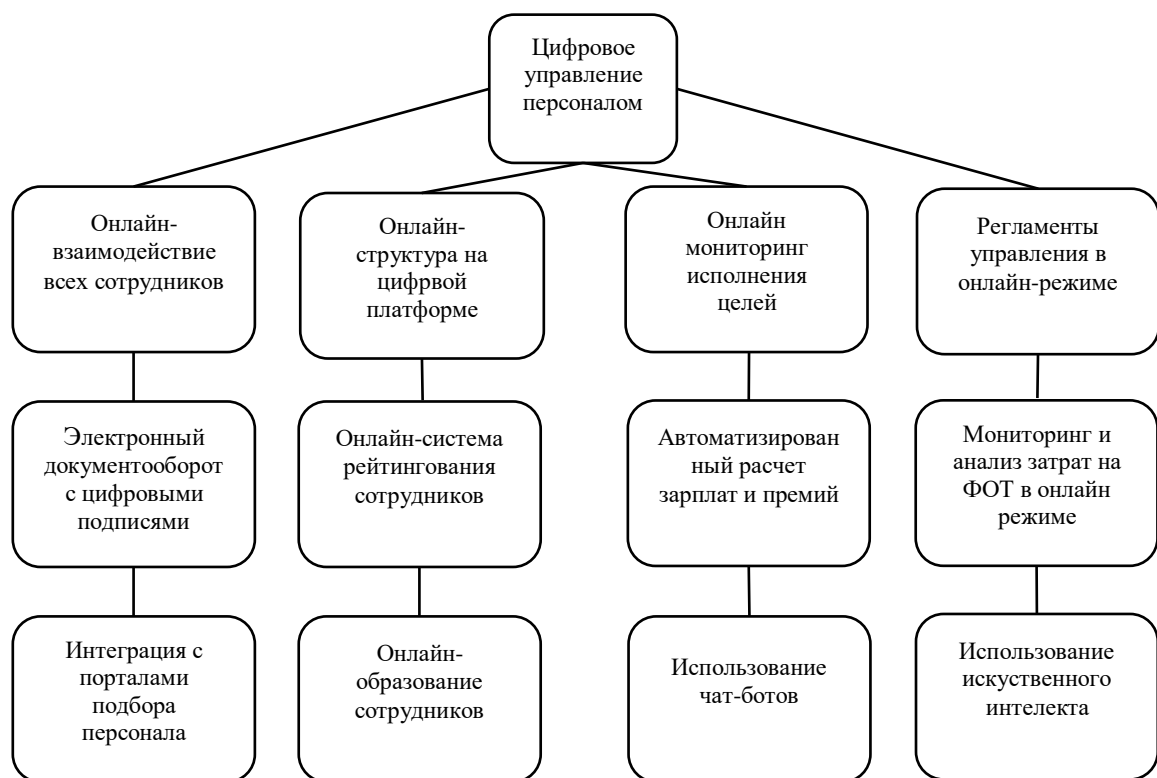 Цифровое
управление
персоналом
Онлайн-
взаимодействие
всех сотрудников
Онлайн-
структура на
цифрвой
платформе
Онлайн
мониторинг
исполнения
целей
Регламенты
управления в
онлайн-режиме
Электронный
документооборот
с цифровыми
подписями
Онлайн-система
рейтингования
сотрудников
Автоматизирован
ный расчет
зарплат и премий
Мониторинг и
анализ затрат на
ФОТ в онлайн
режиме
Интеграция с
порталами
подбора
персонала
Онлайн-
образование
сотрудников
Использование
чат-ботов
Использование
искуственного
интелекта